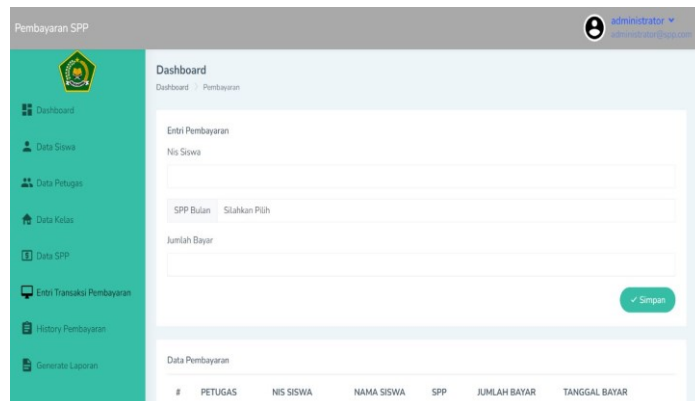 Pembayaran SPP
administrator
administrator@spp.com
Dashboard
Data Siswa
Data Petugas
Data Kelas
Data SPP
Entri Transaksi Pembayaran
History Pembayaran
Generate Laporan
Dashboard
Dashboard > Pembayaran
Entri Pembayaran
Nis Siswa
SPP Bulan Silahkan Pilih
Jumlah Bayar
✓ Simpan
Data Pembayaran
# PETUGAS NIS SISWA NAMA SISWA SPP JUMLAH BAYAR TANGGAL BAYAR